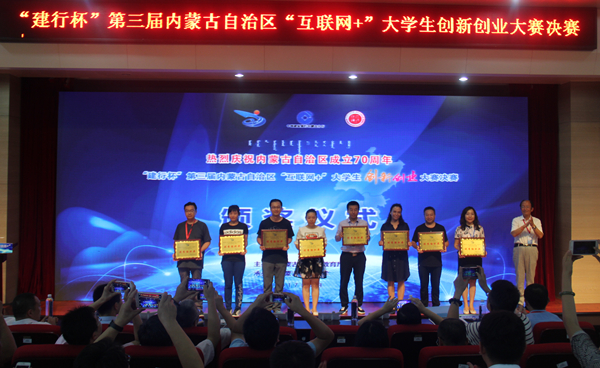 “建行杯”第三届内蒙古自治区“互联网+”大学生创新创业大赛决赛
热烈庆祝内蒙古自治区成立70周年
“建行杯”第三届内蒙古自治区“互联网+”大学生创新创业大赛决赛
颁奖仪式